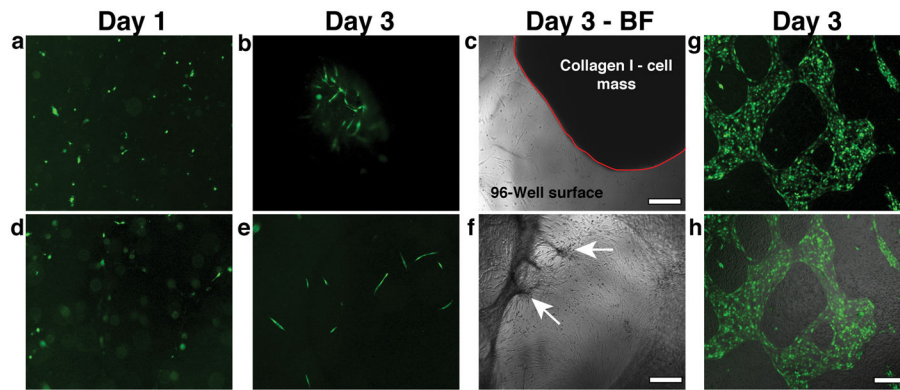 Day 1
Day 3
Day 3 - BF
Day 3
a
b
c
Collagen I - cell
mass
96-Well surface
g
d
e
f
h